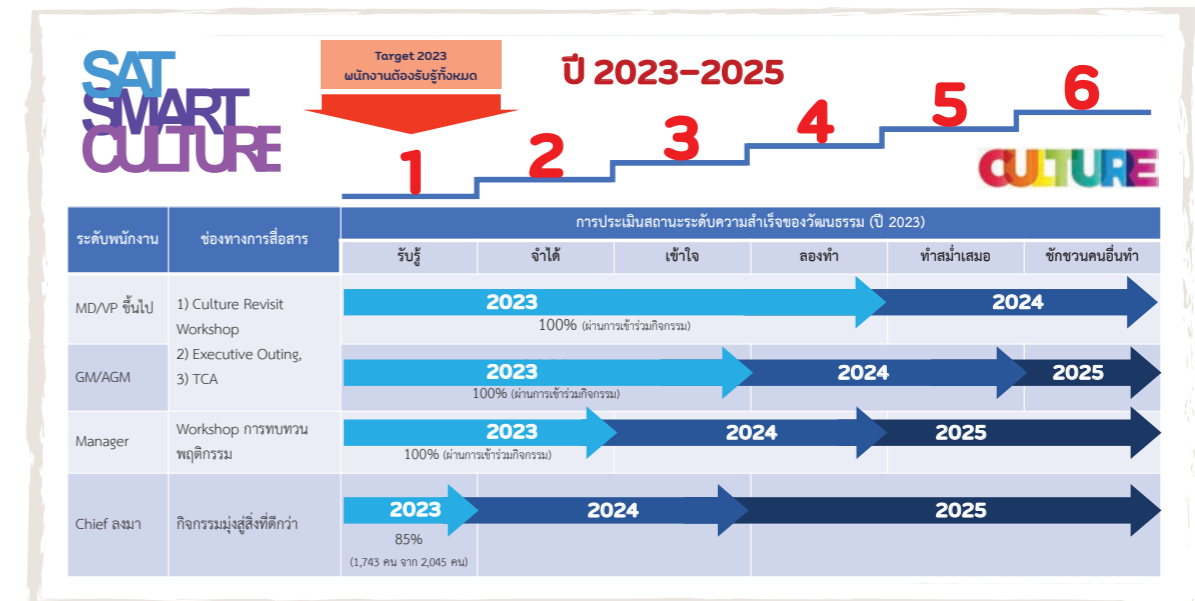 SAT
SMART
CULTURE
Target 2023
พนักงานต้องรับรู้ทั้งหมด
ปี 2023-2025
1
2
3
4
5
6
CULTURE
ระดับพนักงาน
ช่องทางการสื่อสาร
การประเมินสถานะระดับความสำเร็จของวัฒนธรรม (ปี 2023)
รับรู้
จำได้
เข้าใจ
ลองทำ
ทำสม่ำเสมอ
ชักชวนคนอื่นทำ
MD/VP ขึ้นไป
1) Culture Revisit
Workshop
2) Executive Outing,
3) TCA
2023
2024
100% (ผ่านการเข้าร่วมกิจกรรม)
GM/AGM
2023
2024
2025
100% (ผ่านการเข้าร่วมกิจกรรม)
Manager
Workshop การทบทวน
พฤติกรรม
2023
2024
2025
100% (ผ่านการเข้าร่วมกิจกรรม)
Chief ลงมา
กิจกรรมมุ่งสู่สิ่งที่ดีกว่า
2023
2024
2025
85%
(1,743 คน จาก 2,045 คน)